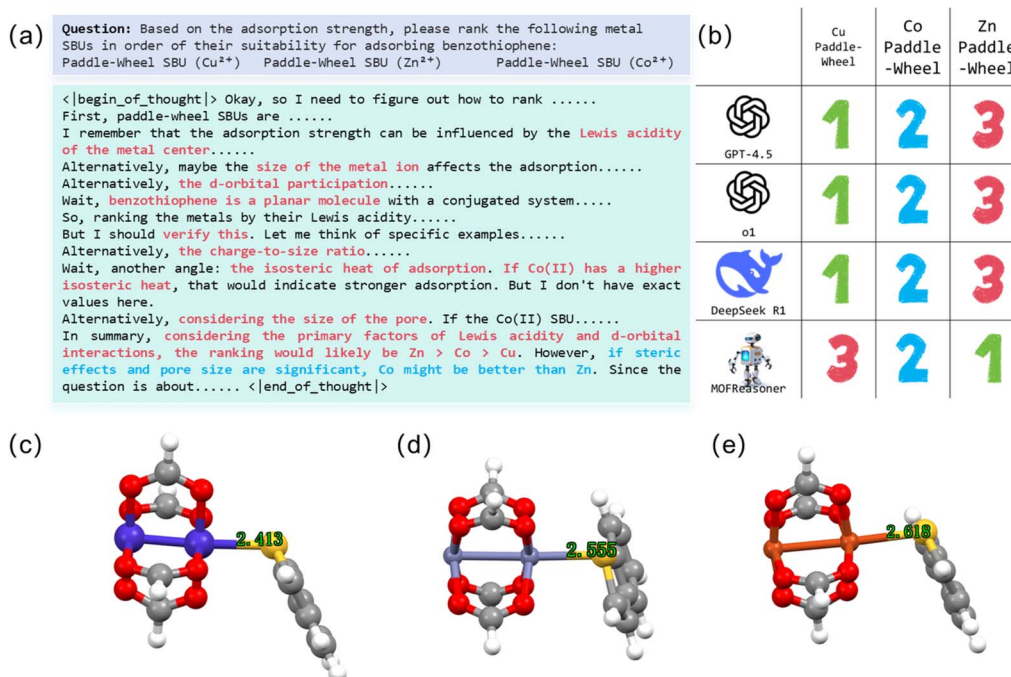 (a)
Question: Based on the adsorption strength, please rank the following metal
SBUs in order of their suitability for adsorbing benzothiophene:
Paddle-Wheel SBU (Cu²⁺) Paddle-Wheel SBU (Zn²⁺) Paddle-Wheel SBU (Co²⁺)
<|begin_of_thought|> Okay, so I need to figure out how to rank ......
First, paddle-wheel SBUs are ......
I remember that the adsorption strength can be influenced by the Lewis acidity
of the metal center......
Alternatively, maybe the size of the metal ion affects the adsorption......
Alternatively, the d-orbital participation......
Wait, benzothiophene is a planar molecule with a conjugated system.....
So, ranking the metals by their Lewis acidity......
But I should verify this. Let me think of specific examples......
Alternatively, the charge-to-size ratio......
Wait, another angle: the isosteric heat of adsorption. If Co(II) has a higher
isosteric heat, that would indicate stronger adsorption. But I don't have exact
values here.
Alternatively, considering the size of the pore. If the Co(II) SBU......
In summary, considering the primary factors of Lewis acidity and d-orbital
interactions, the ranking would likely be Zn > Co > Cu. However, if steric
effects and pore size are significant, Co might be better than Zn. Since the
question is about...... <|end_of_thought|>
(b)
Cu
Paddle-
Wheel
Co
Paddle
-Wheel
Zn
Paddle
-Wheel
GPT-4.5
1 2 3
o1
1 2 3
DeepSeek R1
1 2 3
MOFReasoner
3 2 1
(c)
2.413
(d)
2.555
(e)
2.618